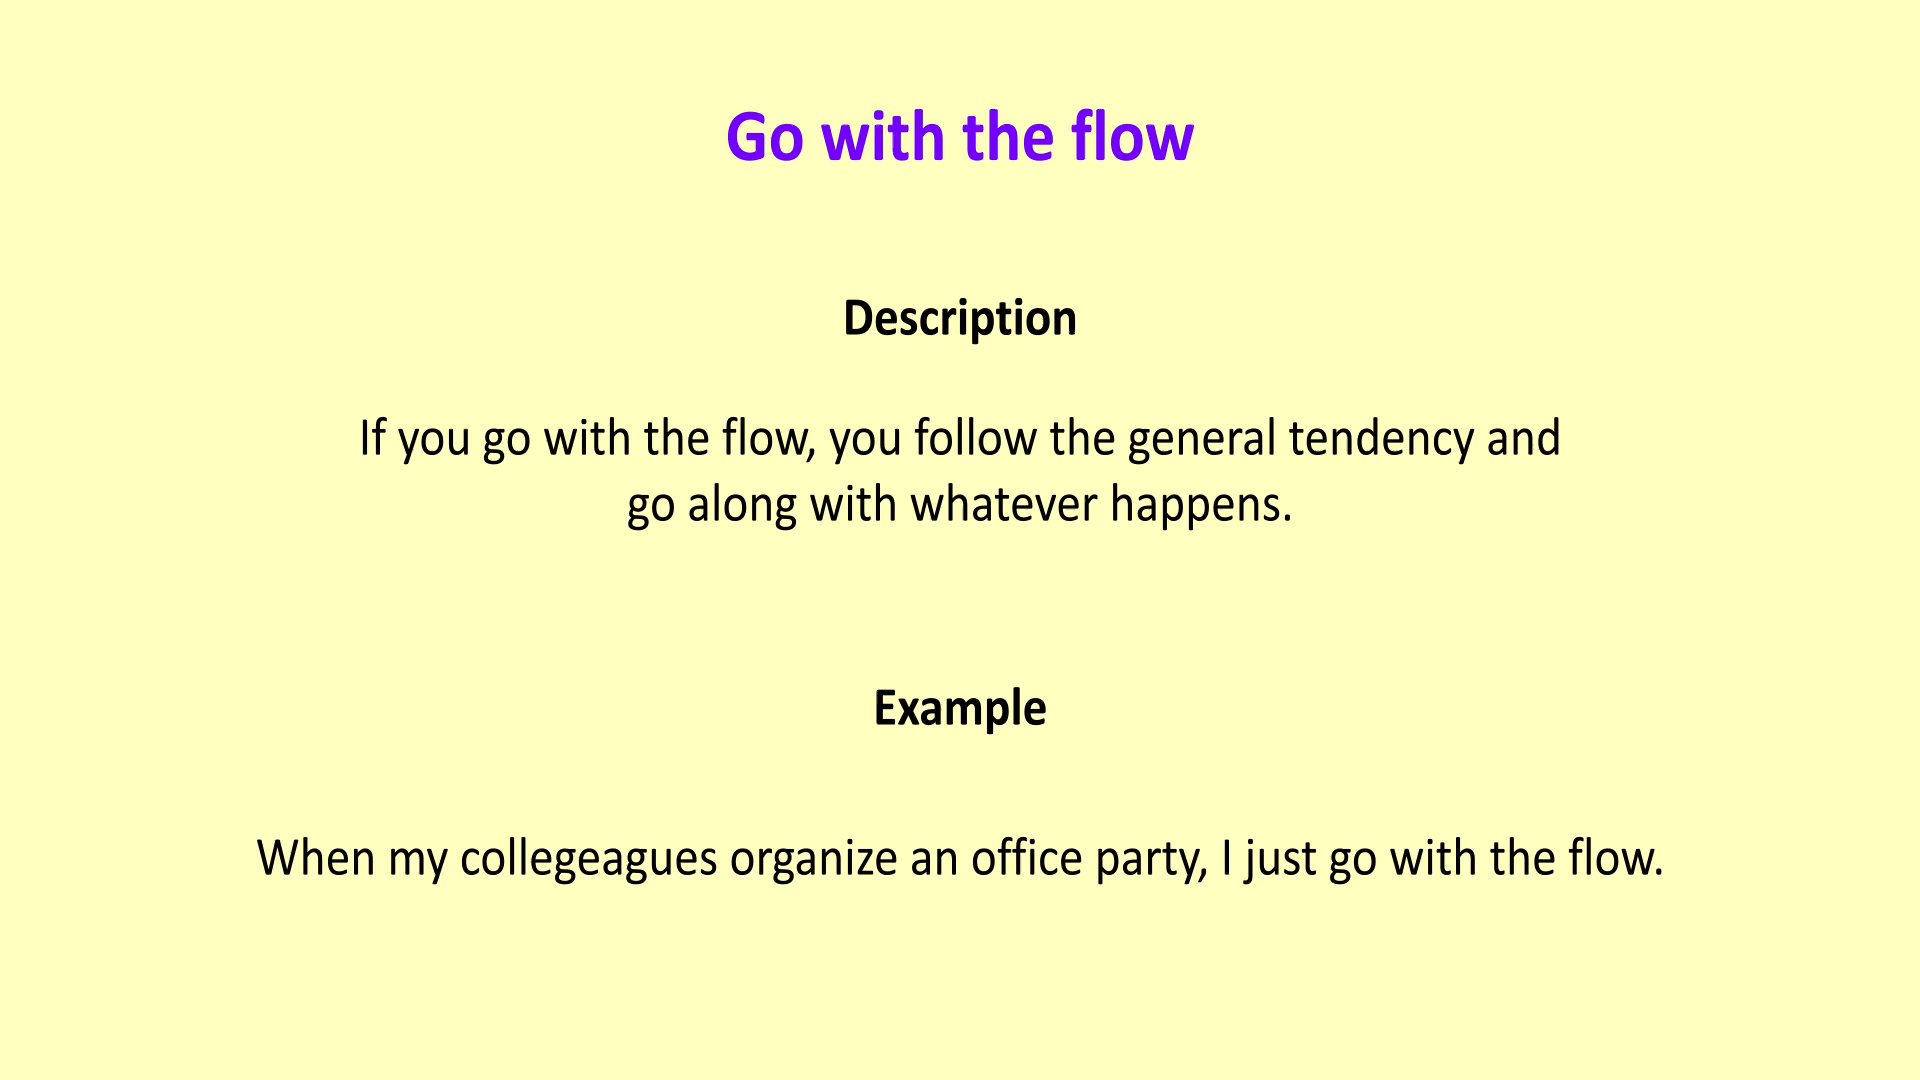 Go with the flow
Description
If you go with the flow, you follow the general tendency and
go along with whatever happens.
Example
When my collegeagues organize an office party, I just go with the flow.